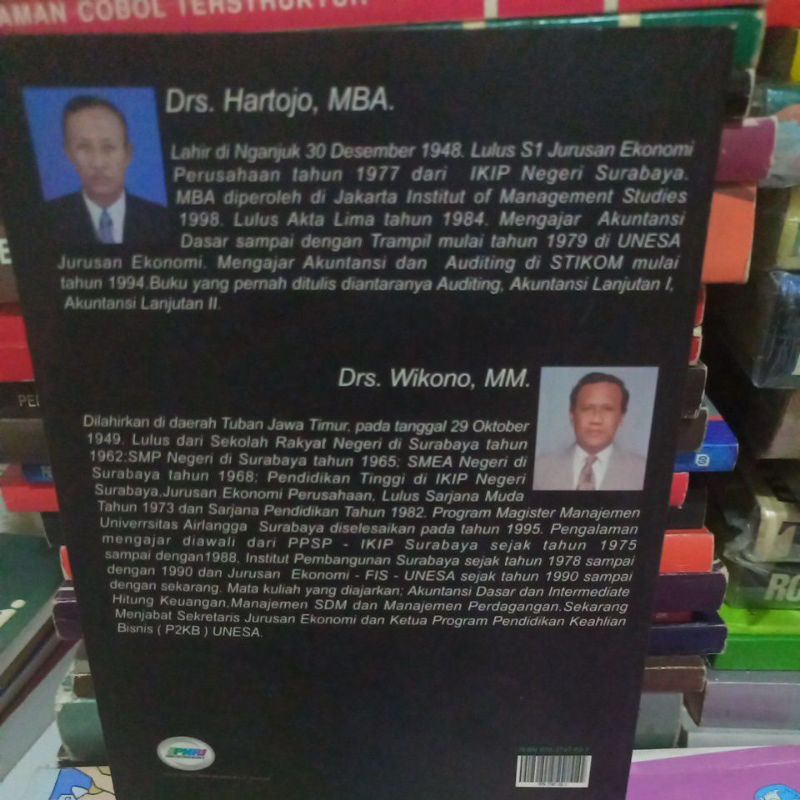 AMAN COBOL TERSTRUKTUR
Drs. Hartojo, MBA.
Lahir di Nganjuk 30 Desember 1948. Lulus S1 Jurusan Ekonomi
Perusahaan tahun 1977 dari IKIP Negeri Surabaya.
MBA diperoleh di Jakarta Institut of Management Studies
1998. Lulus Akta Lima tahun 1984. Mengajar Akuntansi
Dasar sampai dengan Trampil mulai tahun 1979 di UNESA
Jurusan Ekonomi. Mengajar Akuntansi dan Auditing di STIKOM mulai
tahun 1994.Buku yang pernah ditulis diantaranya Auditing, Akuntansi Lanjutan I,
Akuntansi Lanjutan II.
Drs. Wikono, MM.
Dilahirkan di daerah Tuban Jawa Timur, pada tanggal 29 Oktober
1949. Lulus dari Sekolah Rakyat Negeri di Surabaya tahun
1962:SMP Negeri di Surabaya tahun 1965; SMEA Negeri di
Surabaya tahun 1968; Pendidikan Tinggi di IKIP Negeri
Surabaya.Jurusan Ekonomi Perusahaan, Lulus Sarjana Muda
Tahun 1973 dan Sarjana Pendidikan Tahun 1982. Program Magister Manajemen
Univerrsitas Airlangga Surabaya diselesaikan pada tahun 1995. Pengalaman
mengajar diawali dari PPSP - IKIP Surabaya sejak tahun 1975
sampai dengan1988, Institut Pembangunan Surabaya sejak tahun 1978 sampai
dengan 1990 dan Jurusan Ekonomi - FIS - UNESA sejak tahun 1990 sampai
dengan sekarang. Mata kuliah yang diajarkan; Akuntansi Dasar dan Intermediate
Hitung Keuangan,Manajemen SDM dan Manajemen Perdagangan.Sekarang
Menjabat Sekretaris Jurusan Ekonomi dan Ketua Program Pendidikan Keahlian
Bisnis ( P2KB ) UNESA.
PE
RO